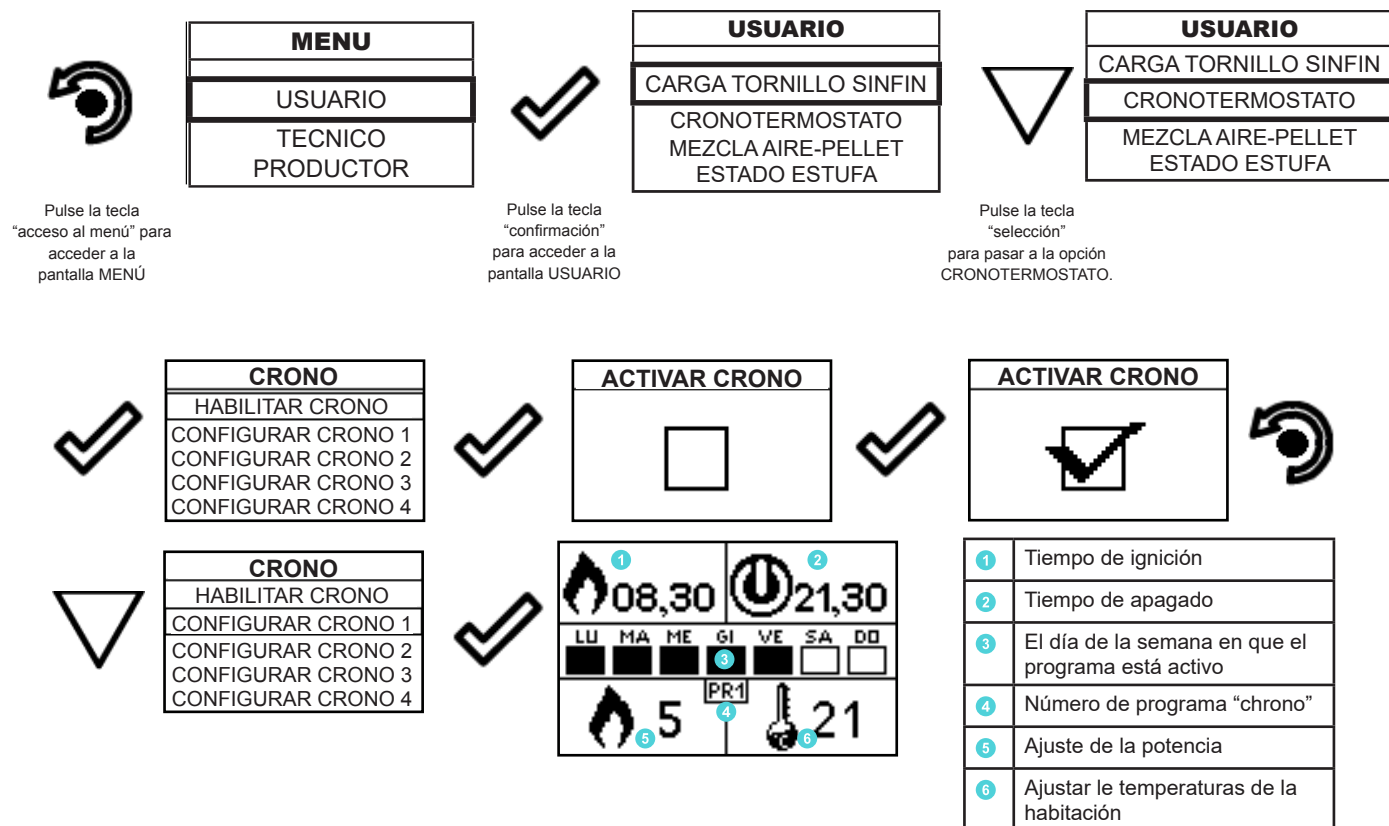 MENU
USUARIO
TECNICO
PRODUCTOR
Pulse la tecla
“acceso al menú” para
acceder a la
pantalla MENÚ
USUARIO
CARGA TORNILLO SINFIN
CRONOTERMOSTATO
MEZCLA AIRE-PELLET
ESTADO ESTUFA
Pulse la tecla
“confirmación”
para acceder a la
pantalla USUARIO
USUARIO
CARGA TORNILLO SINFIN
CRONOTERMOSTATO
MEZCLA AIRE-PELLET
ESTADO ESTUFA
Pulse la tecla
“selección”
para pasar a la opción
CRONOTERMOSTATO.
CRONO
HABILITAR CRONO
CONFIGURAR CRONO 1
CONFIGURAR CRONO 2
CONFIGURAR CRONO 3
CONFIGURAR CRONO 4
ACTIVAR CRONO
ACTIVAR CRONO
CRONO
HABILITAR CRONO
CONFIGURAR CRONO 1
CONFIGURAR CRONO 2
CONFIGURAR CRONO 3
CONFIGURAR CRONO 4
1 08,30 2 21,30
LU MA ME GI VE SA DO
3
PR1
4
5 5 6 21
1 Tiempo de ignición
2 Tiempo de apagado
3 El día de la semana en que el
programa está activo
4 Número de programa “chrono”
5 Ajuste de la potencia
6 Ajustar le temperaturas de la
habitación